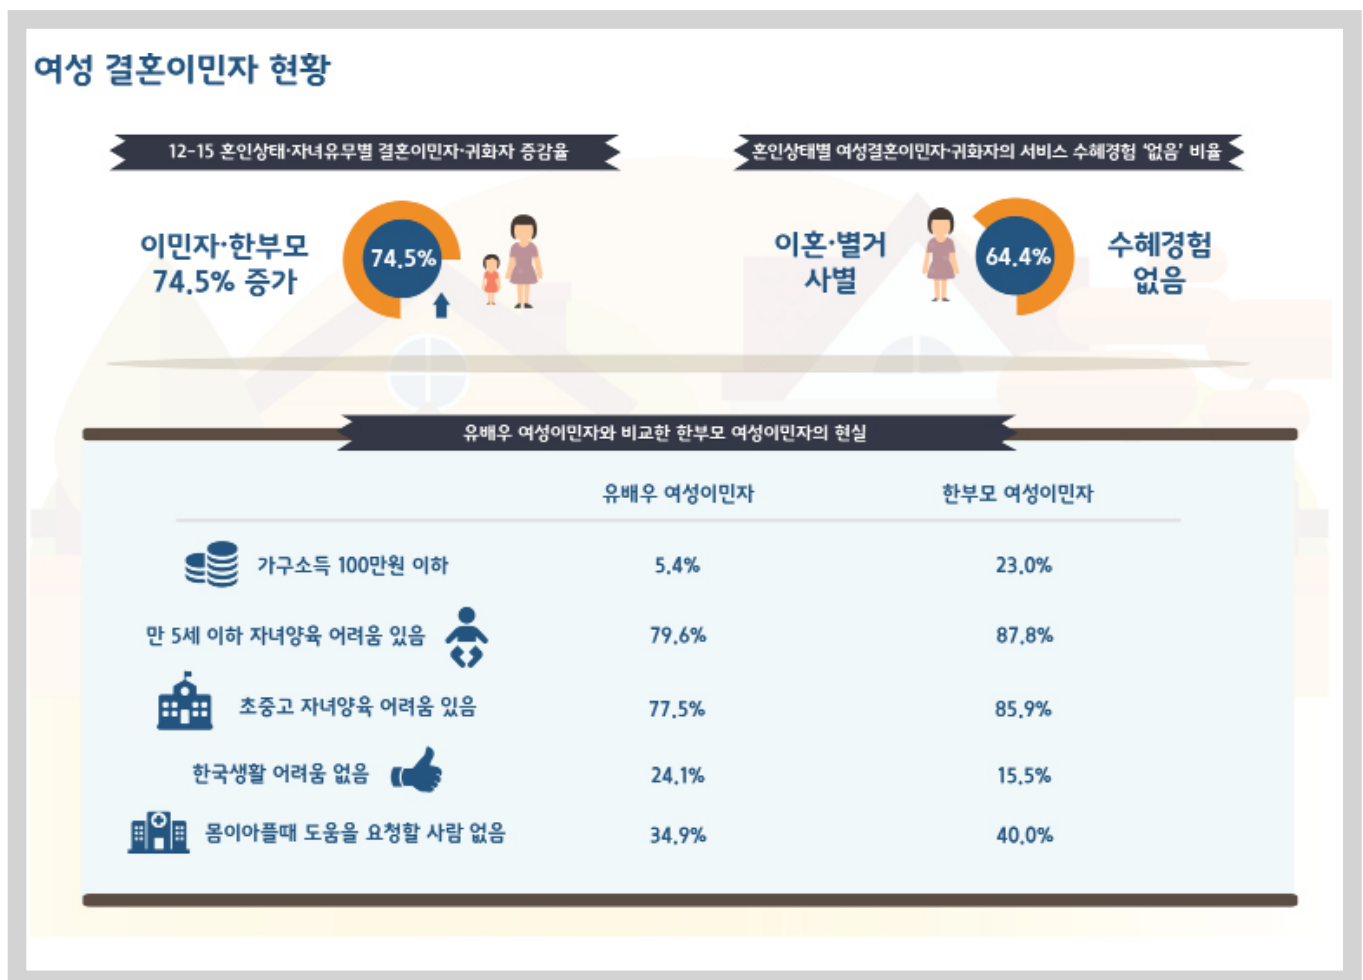 여성 결혼이민자 현황
12-15 혼인상태·자녀유무별 결혼이민자·귀화자 증감율
혼인상태별 여성결혼이민자·귀화자의 서비스 수혜경험 '없음' 비율
이민자·한부모
74.5% 증가
74.5%
이혼·별거
사별
64.4%
수혜경험
없음
유배우 여성이민자와 비교한 한부모 여성이민자의 현실
유배우 여성이민자 한부모 여성이민자
가구소득 100만원 이하 5.4% 23.0%
만 5세 이하 자녀양육 어려움 있음 79.6% 87.8%
초중고 자녀양육 어려움 있음 77.5% 85.9%
한국생활 어려움 없음 24.1% 15.5%
몸이아플때 도움을 요청할 사람 없음 34.9% 40.0%